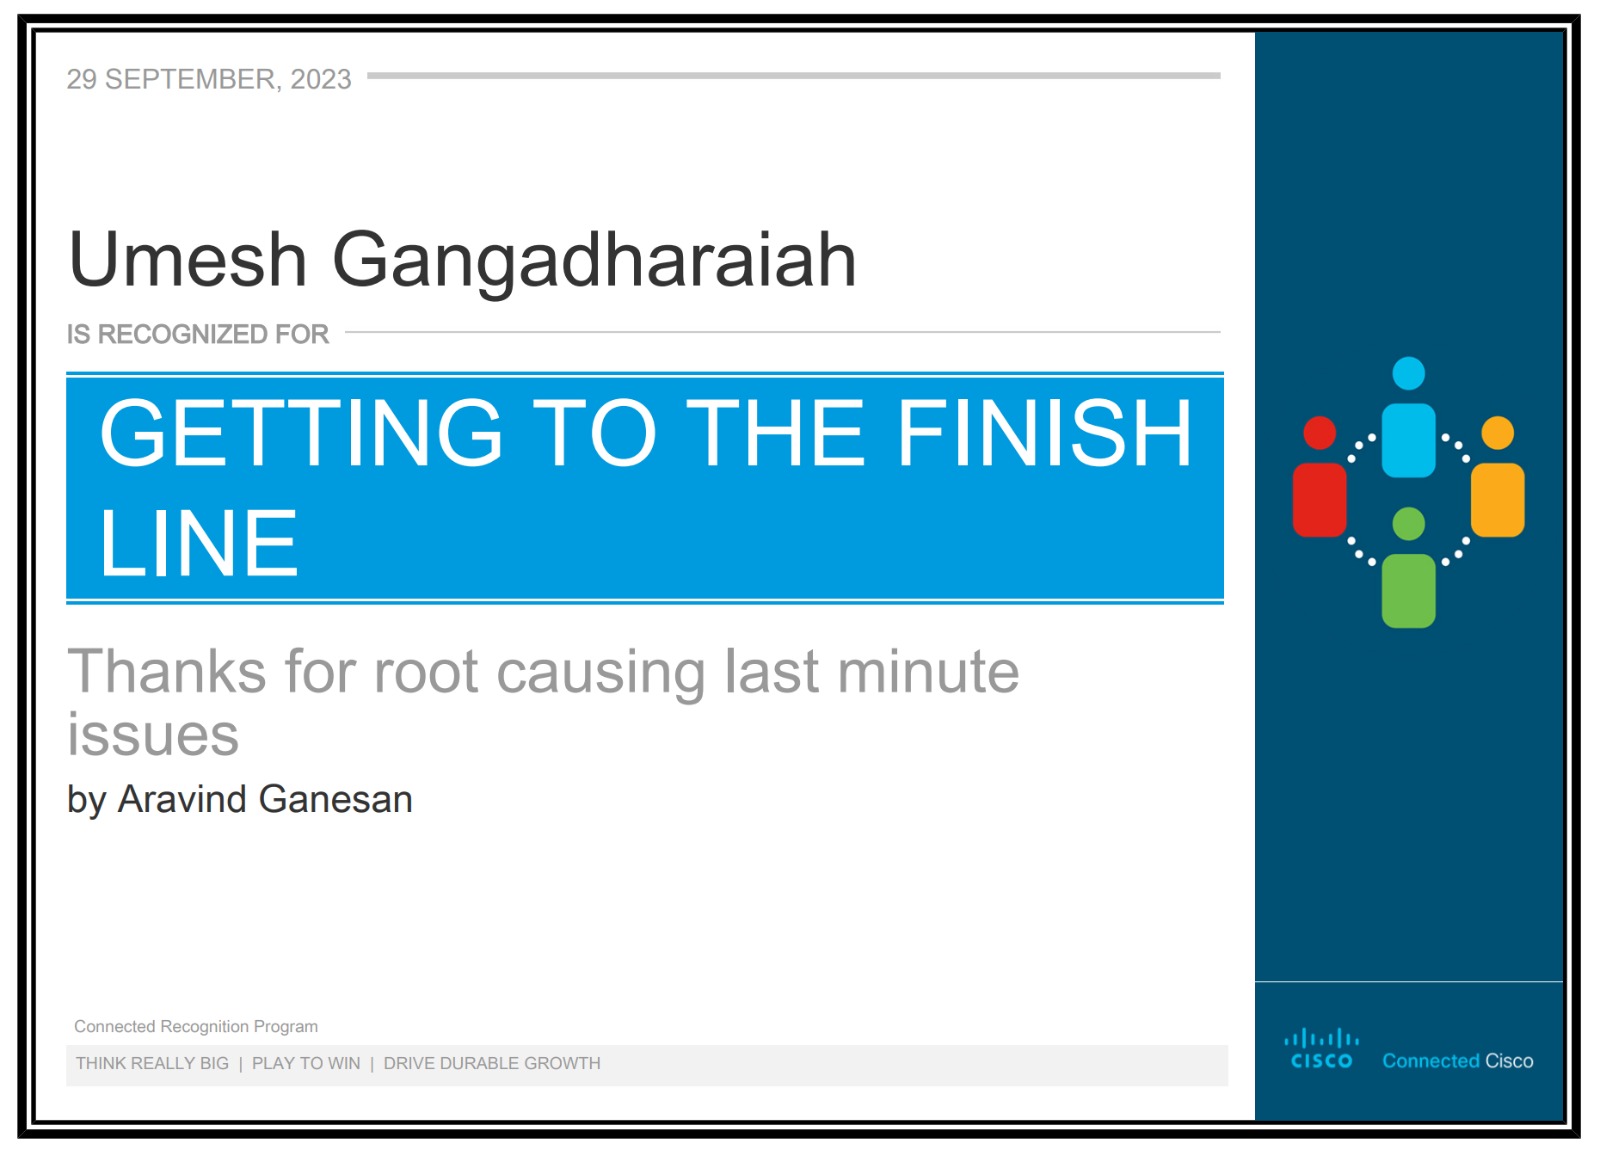 29 SEPTEMBER, 2023
Umesh Gangadharaiah
IS RECOGNIZED FOR
GETTING TO THE FINISH
LINE
Thanks for root causing last minute
issues
by Aravind Ganesan
Connected Recognition Program
THINK REALLY BIG | PLAY TO WIN | DRIVE DURABLE GROWTH
CISCO
Connected Cisco